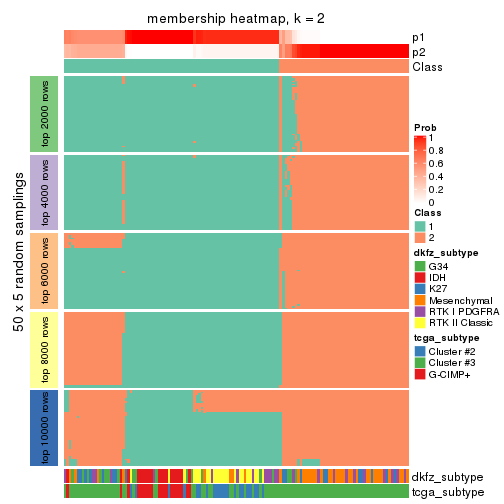 membership heatmap, k = 2
p1
p2
Class
50 x 5 random samplings
top 2000 rows
top 4000 rows
top 6000 rows
top 8000 rows
top 10000 rows
Prob
1
0.8
0.6
0.4
0.2
0
Class
1
2
dkfz_subtype
G34
IDH
K27
Mesenchymal
RTK I PDGFRA
RTK II Classic
tcga_subtype
Cluster #2
Cluster #3
G-CIMP+
dkfz_subtype
tcga_subtype